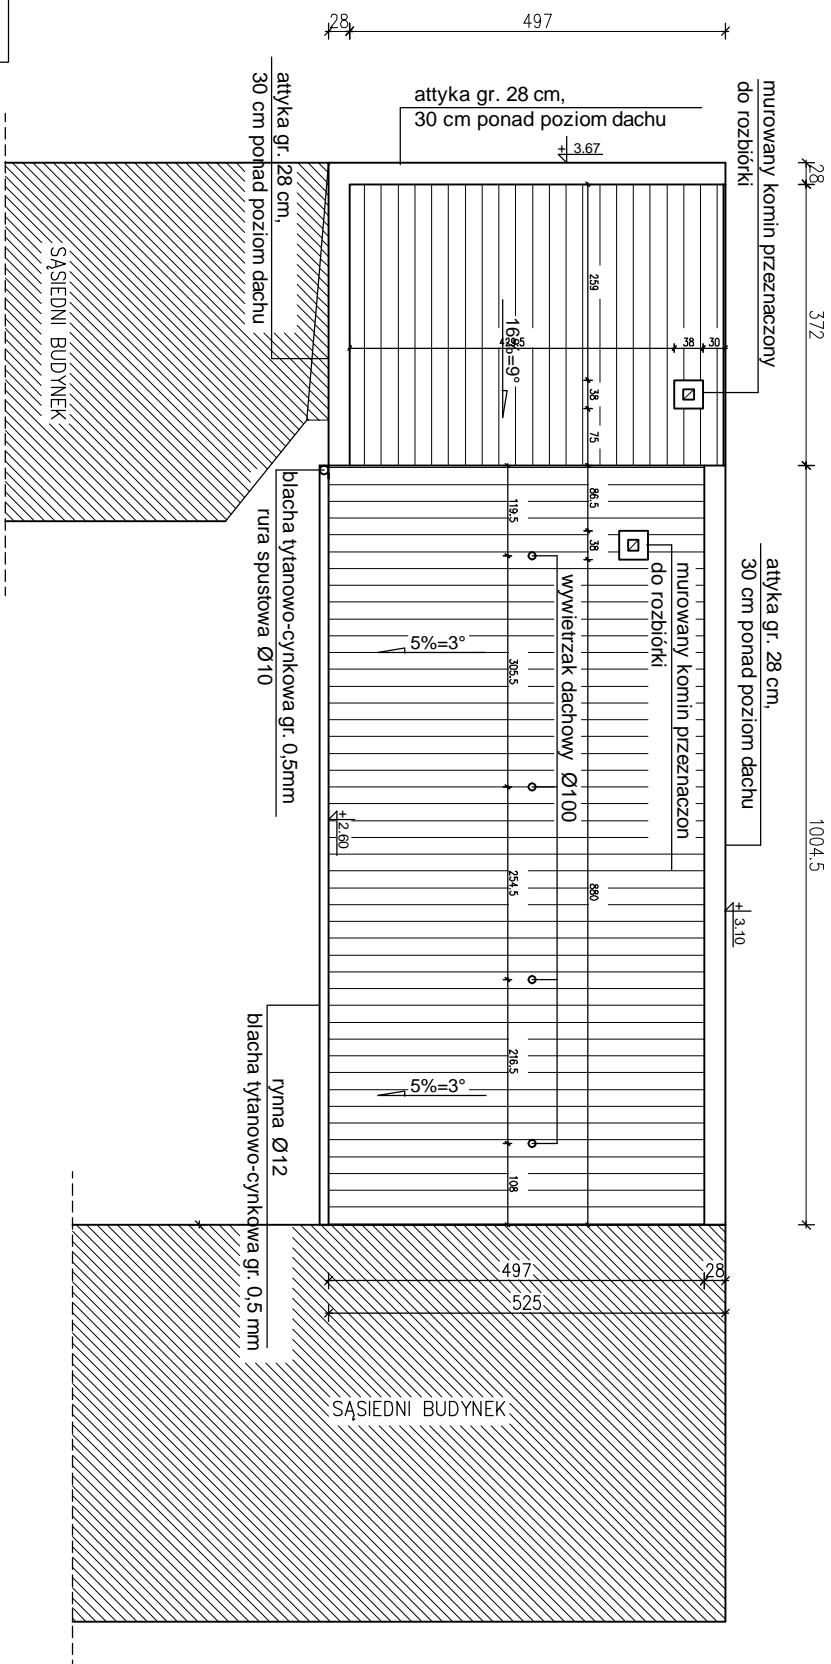 28
497
attyka gr. 28 cm,
30 cm ponad poziom dachu
attyka gr. 28 cm,
30 cm ponad poziom dachu
murowany komin przeznaczony
do rozbiórki
+ 3.67
28
372
1004.5
SĄSIEDNI BUDYNEK
259
38
30
38
75
86.5
38
119.5
murowany komin przeznaczon
do rozbiórki
attyka gr. 28 cm,
30 cm ponad poziom dachu
blacha tytanowo-cynkowa gr. 0,5mm
rura spustowa Ø10
wywietrzak dachowy Ø100
5%=3°
305.5
+2.60
254.5
880
+ 3.10
216.5
5%=3°
108
rynna Ø12
blacha tytanowo-cynkowa gr. 0,5 mm
497
28
525
SĄSIEDNI BUDYNEK